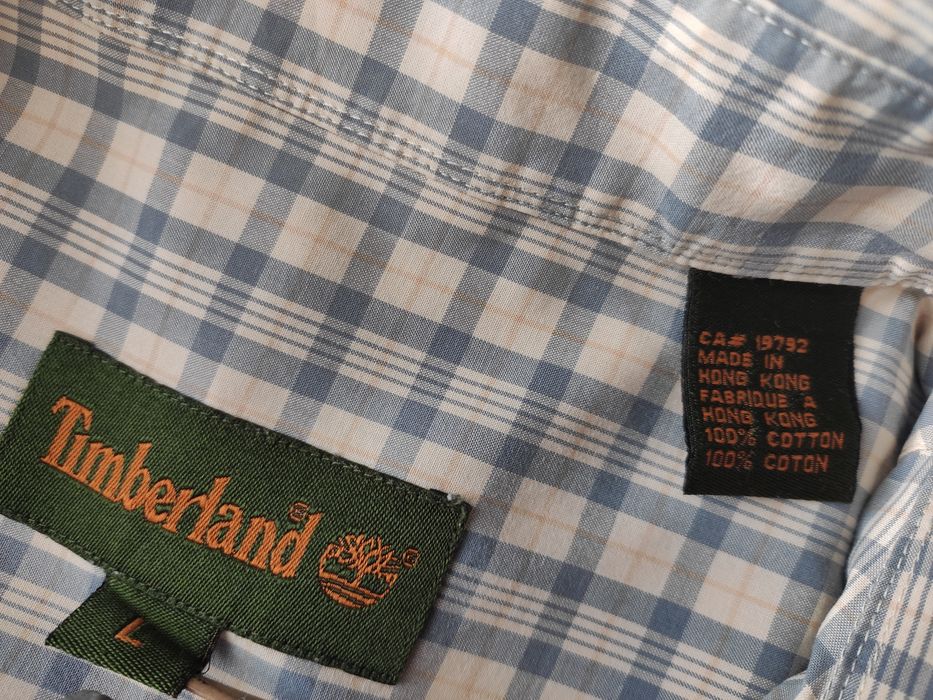 Timberland®
L
CA# 19792
MADE IN
HONG KONG
FABRIQUE A
HONG KONG
100% COTTON
100% COTON